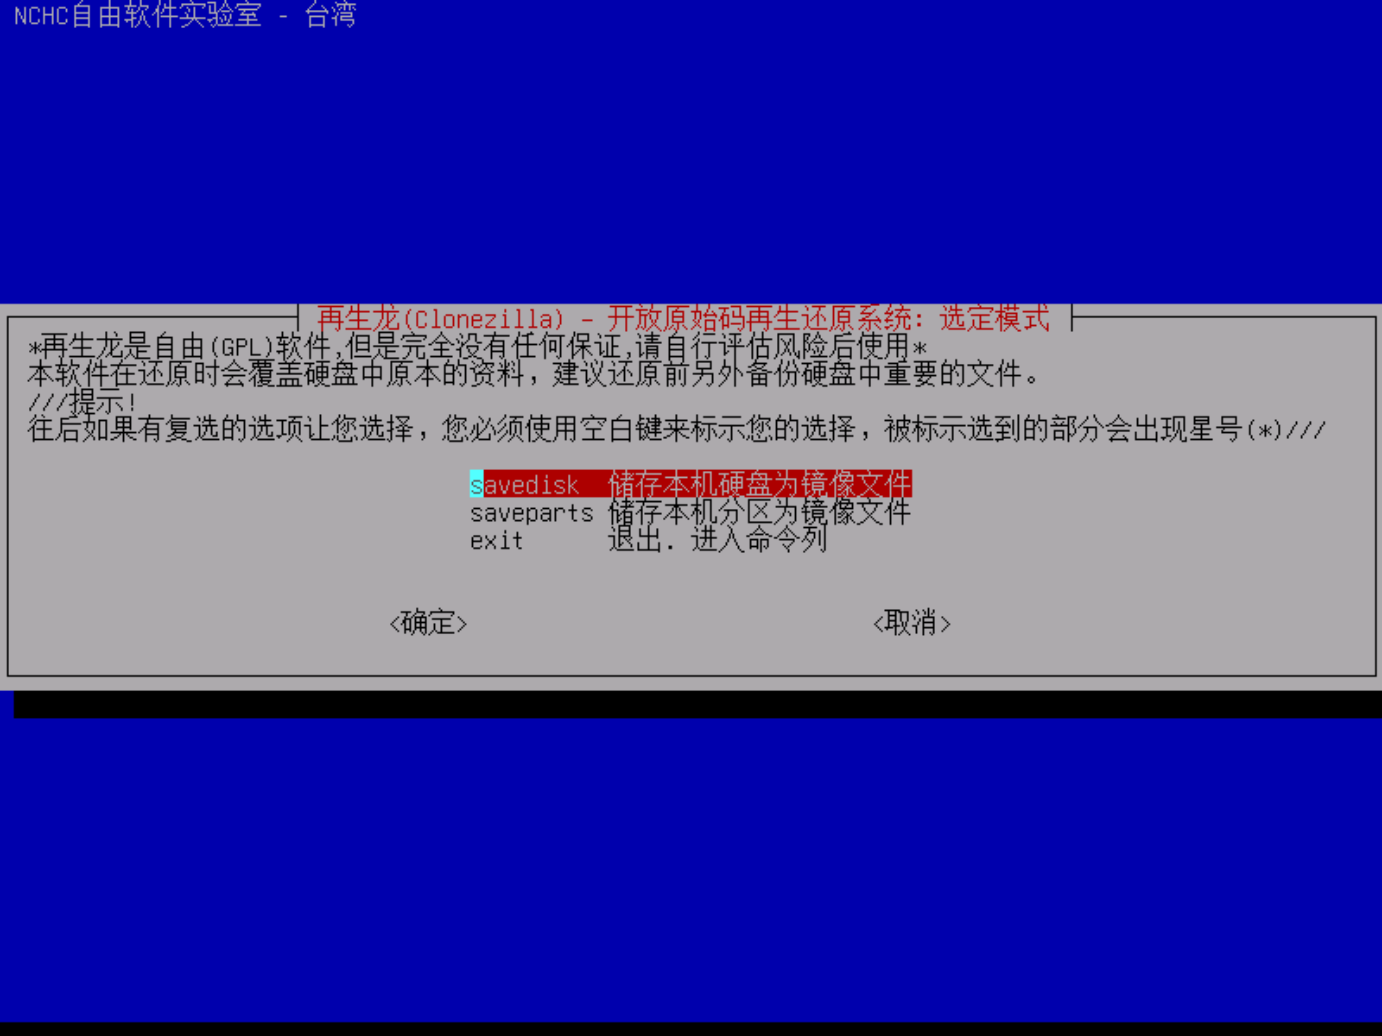 NCHC自由软件实验室 - 台湾
再生龙(Clonezilla) - 开放原始码再生还原系统: 选定模式
*再生龙是自由(GPL)软件,但是完全没有任何保证,请自行评估风险后使用*
本软件在还原时会覆盖硬盘中原本的资料，建议还原前另外备份硬盘中重要的文件。
///提示!
往后如果有复选的选项让您选择，您必须使用空白键来标示您的选择，被标示选到的部分会出现星号(*)///
savedisk 储存本机硬盘为镜像文件
saveparts 储存本机分区为镜像文件
exit 退出. 进入命令列
<确定> <取消>